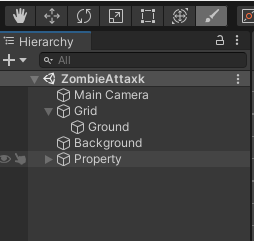 Hierarchy
All
ZombieAttaxk
Main Camera
Grid
Ground
Background
Property